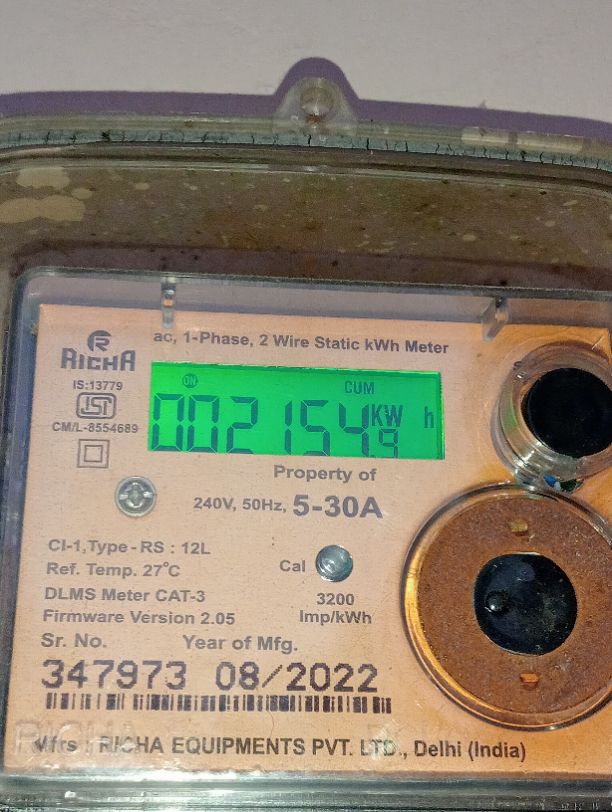 ac, 1-Phase, 2 Wire Static kWh Meter
R
RICHA
IS:13779
ISI
CM/L-8554689
ON
CUM
002154.9 KW h
Property of
240V, 50Hz, 5-30A
Cl-1,Type-RS : 12L
Ref. Temp. 27°C
DLMS Meter CAT-3
Firmware Version 2.05
Cal
3200
Imp/kWh
Sr. No. Year of Mfg.
347973 08/2022
RICHA
Mfrs : RICHA EQUIPMENTS PVT. LTD., Delhi (India)